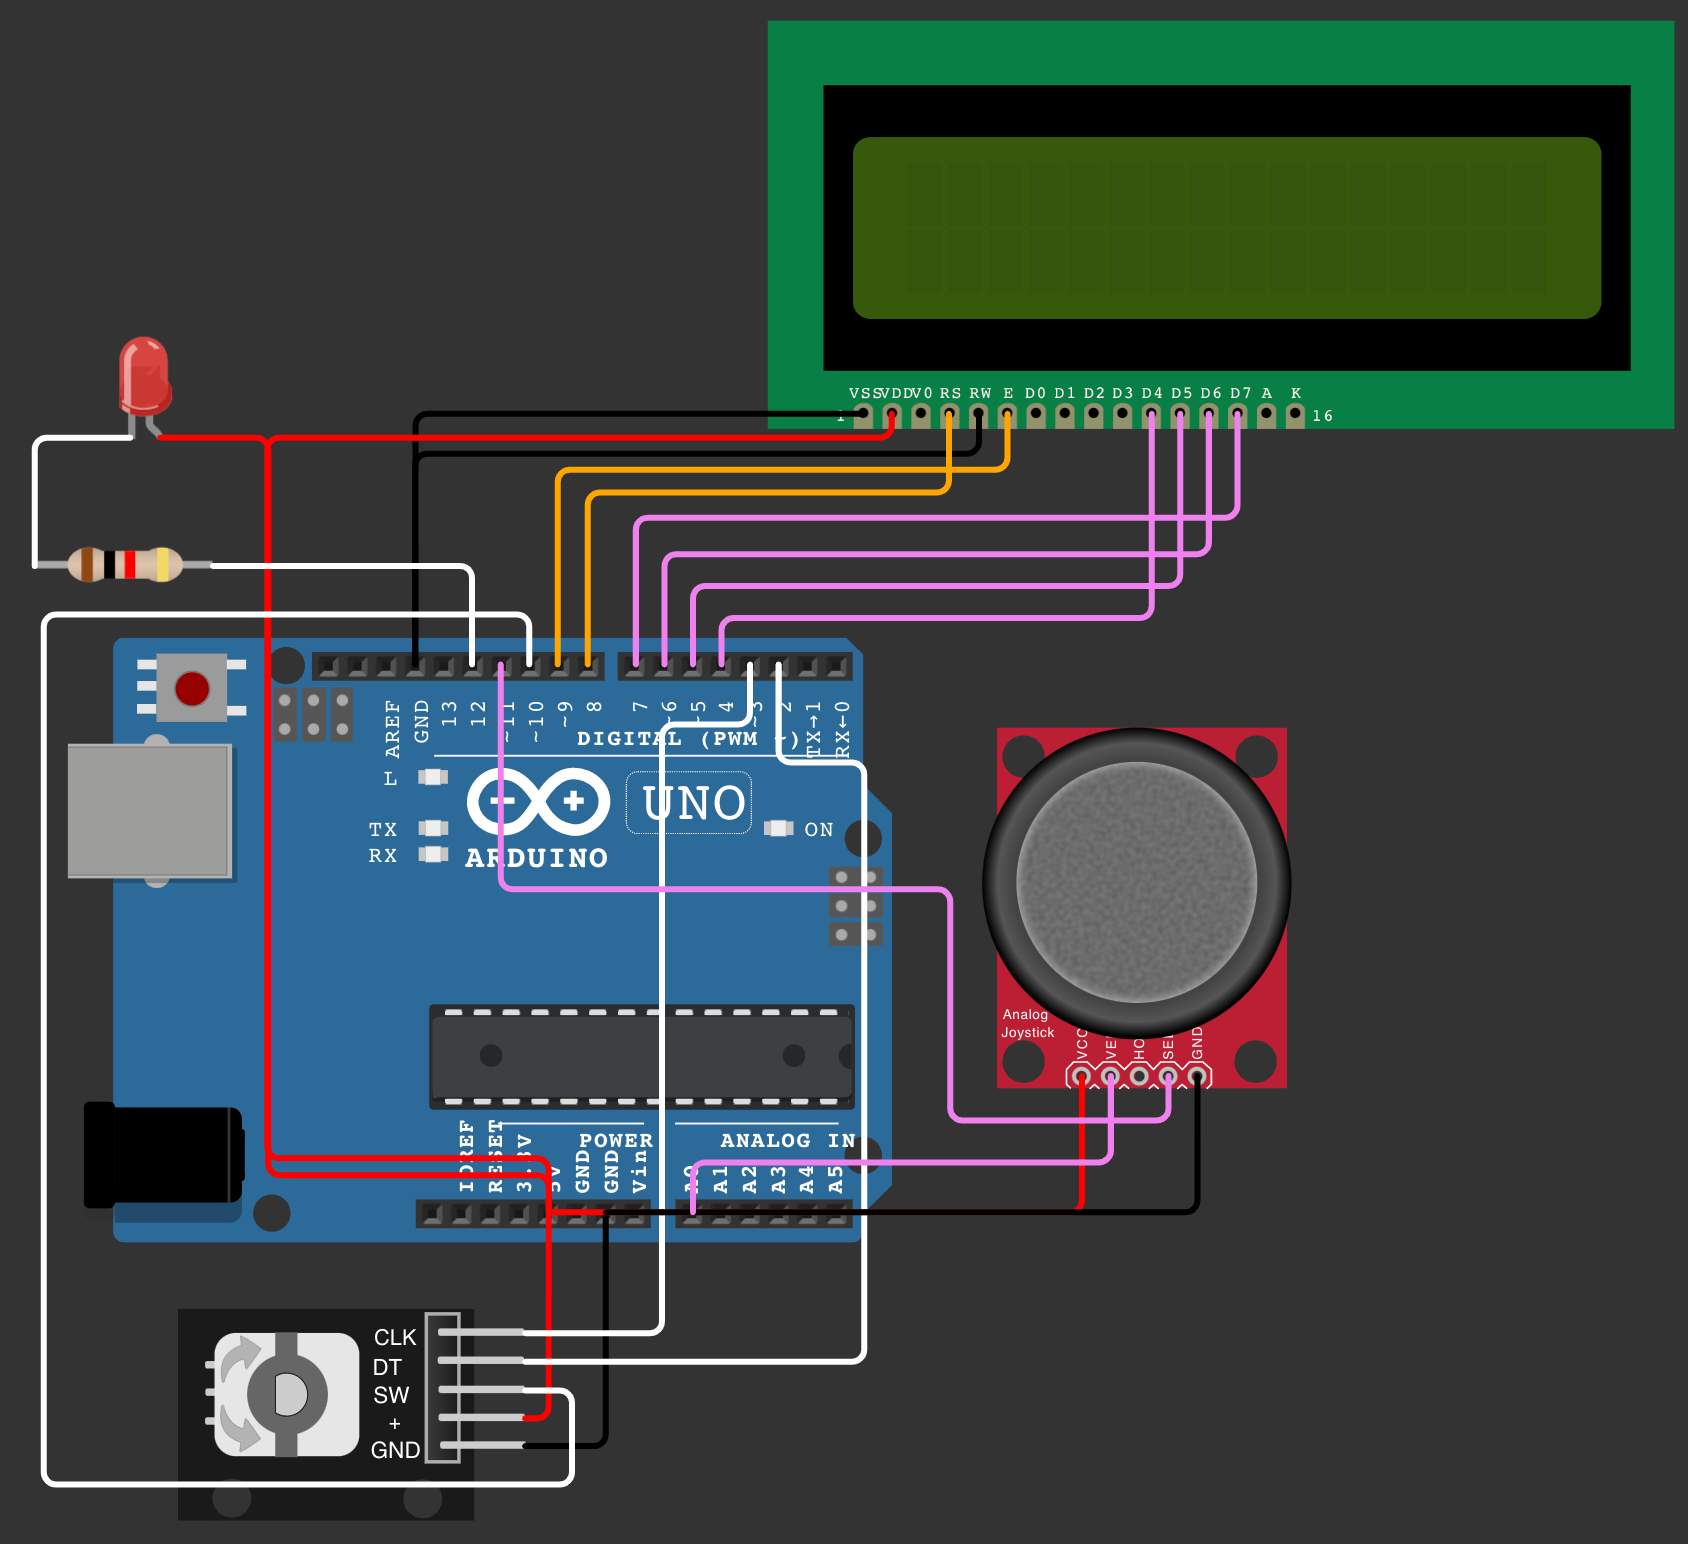 VSS VDD V0 RS RW E D0 D1 D2 D3 D4 D5 D6 D7 A K
1 16
AREF GND 13 12 ~11 ~10 ~9 8 7 ~6 ~5 4 ~3 2 TX→1 RX←0
DIGITAL (PWM ~)
L
UNO
TX
ON
RX
ARDUINO
Analog
Joystick
VCC VE HO SEL GND
POWER ANALOG IN
IOREF RESET 3.3V 5V GND GND Vin A0 A1 A2 A3 A4 A5
CLK
DT
SW
+
GND